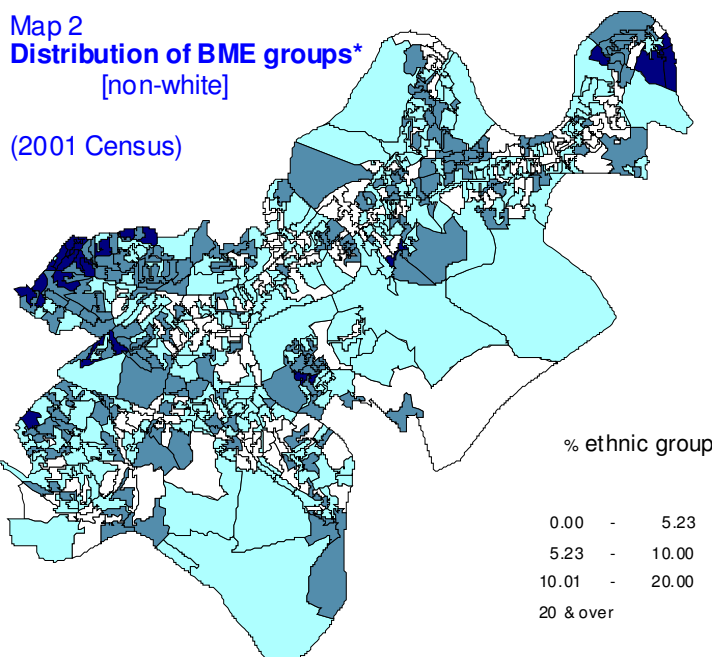 Map 2
Distribution of BME groups*
[non-white]
(2001 Census)
% ethnic group
0.00 - 5.23
5.23 - 10.00
10.01 - 20.00
20 & over